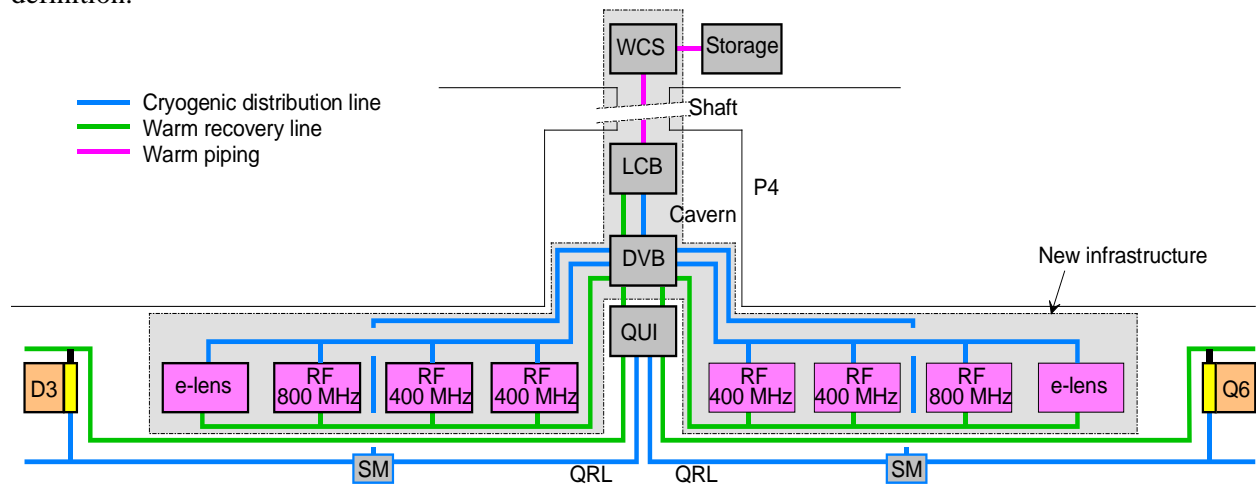 definition.
WCS
Storage
Cryogenic distribution line
Warm recovery line
Warm piping
Shaft
LCB
P4
Cavern
DVB
New infrastructure
QUI
D3
e-lens
RF
800 MHz
RF
400 MHz
RF
400 MHz
RF
400 MHz
RF
400 MHz
RF
800 MHz
e-lens
Q6
SM
QRL
QRL
SM